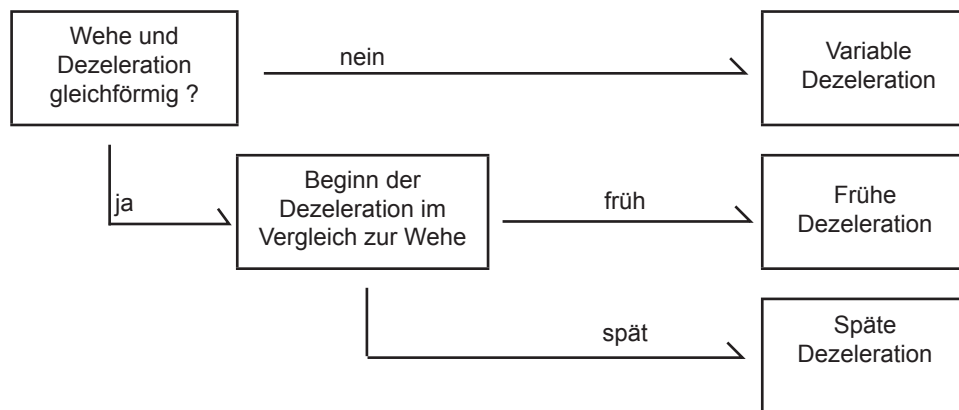 Wehe und
Dezeleration
gleichförmig ?
nein
Variable
Dezeleration
ja
Beginn der
Dezeleration im
Vergleich zur Wehe
früh
Frühe
Dezeleration
spät
Späte
Dezeleration